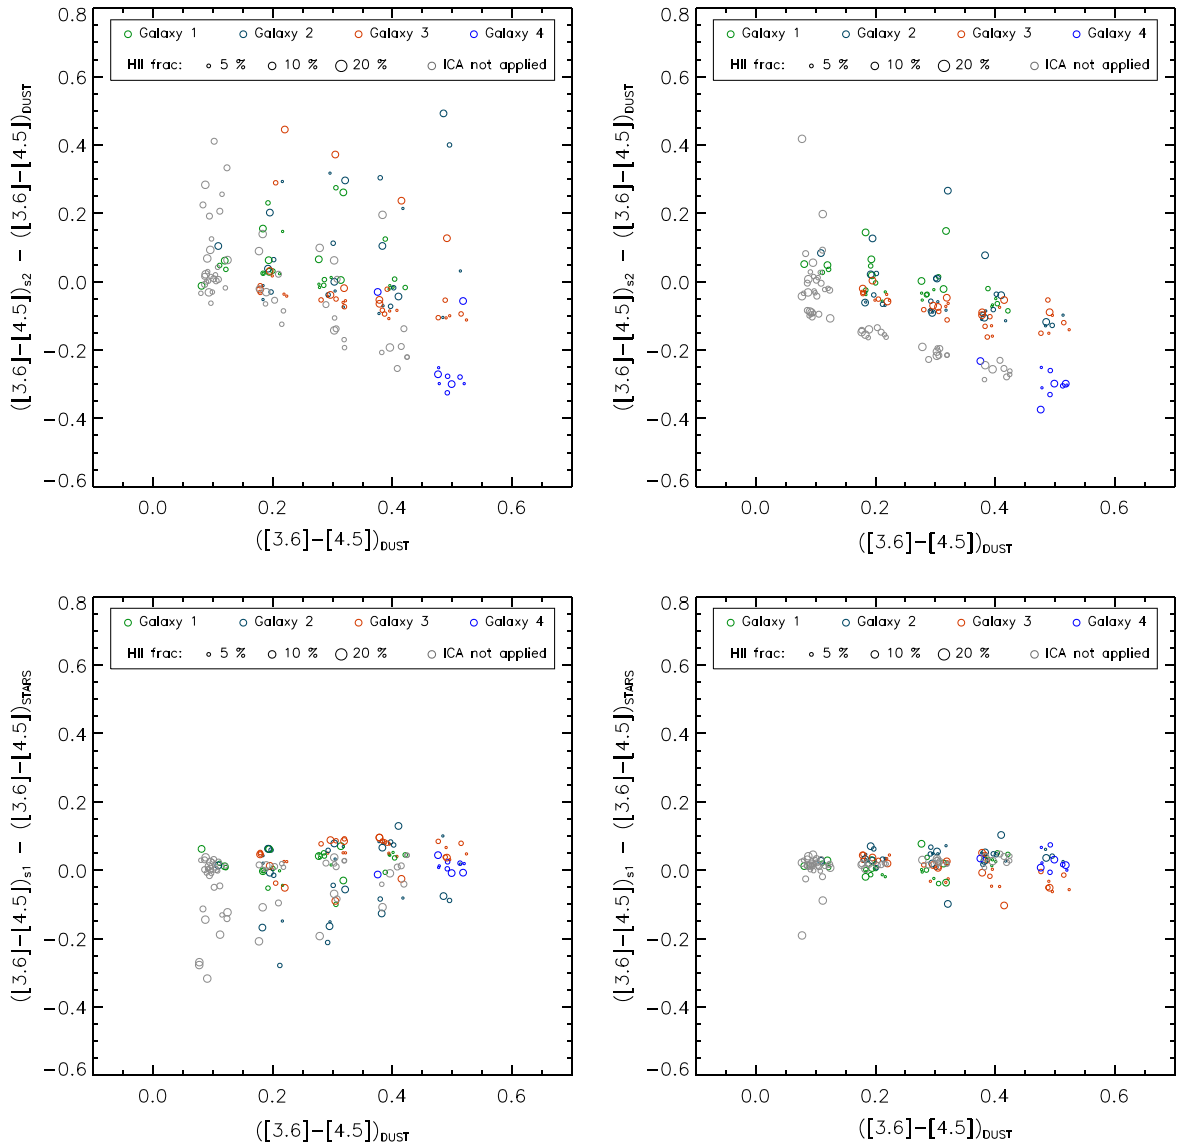 0.8
0.6
0.4
0.2
0.0
−0.2
−0.4
−0.6
([3.6]−[4.5])s2 − ([3.6]−[4.5])DUST
Galaxy 1 Galaxy 2 Galaxy 3 Galaxy 4
HII frac: 5 % 10 % 20 % ICA not applied
0.0 0.2 0.4 0.6
([3.6]−[4.5])DUST
0.8
0.6
0.4
0.2
0.0
−0.2
−0.4
−0.6
([3.6]−[4.5])s2 − ([3.6]−[4.5])DUST
Galaxy 1 Galaxy 2 Galaxy 3 Galaxy 4
HII frac: 5 % 10 % 20 % ICA not applied
0.0 0.2 0.4 0.6
([3.6]−[4.5])DUST
0.8
0.6
0.4
0.2
0.0
−0.2
−0.4
−0.6
([3.6]−[4.5])s1 − ([3.6]−[4.5])STARS
Galaxy 1 Galaxy 2 Galaxy 3 Galaxy 4
HII frac: 5 % 10 % 20 % ICA not applied
0.0 0.2 0.4 0.6
([3.6]−[4.5])DUST
0.8
0.6
0.4
0.2
0.0
−0.2
−0.4
−0.6
([3.6]−[4.5])s1 − ([3.6]−[4.5])STARS
Galaxy 1 Galaxy 2 Galaxy 3 Galaxy 4
HII frac: 5 % 10 % 20 % ICA not applied
0.0 0.2 0.4 0.6
([3.6]−[4.5])DUST